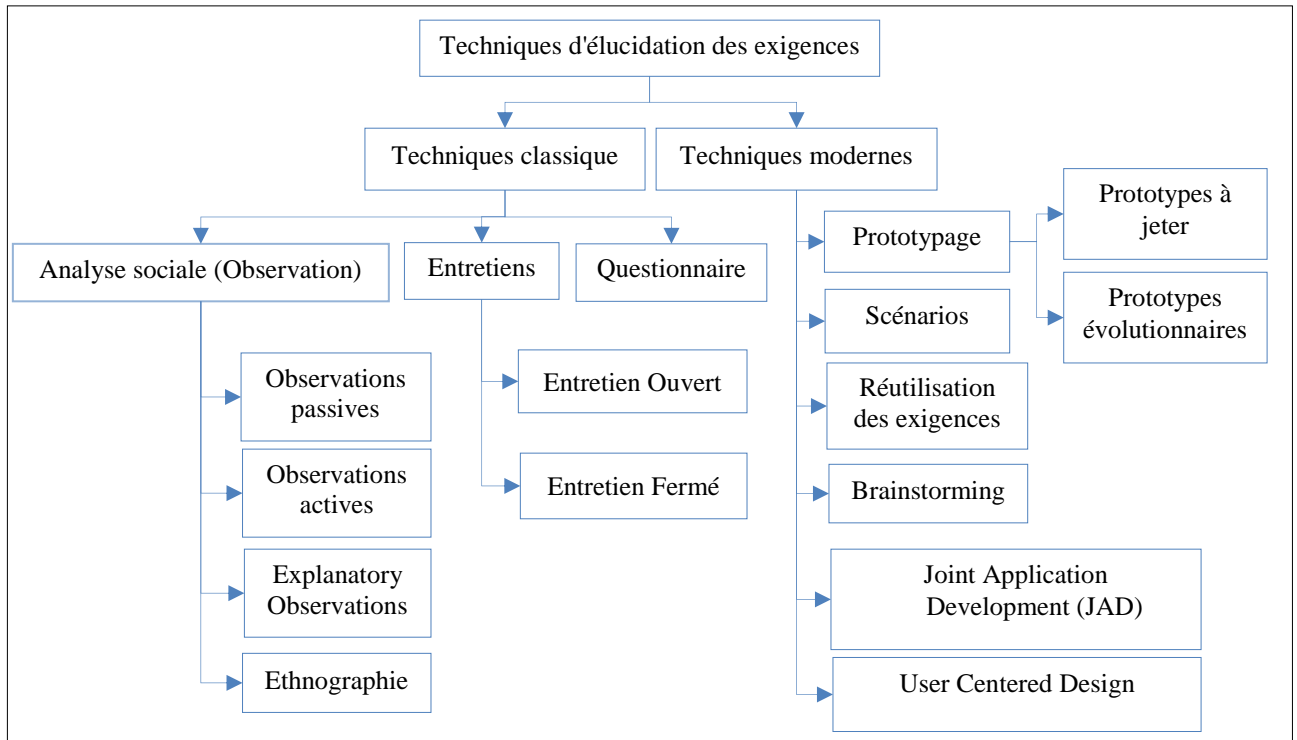 Techniques d'élucidation des exigences
Techniques classique
Techniques modernes
Analyse sociale (Observation)
Entretiens
Questionnaire
Observations
passives
Observations
actives
Explanatory
Observations
Ethnographie
Entretien Ouvert
Entretien Fermé
Prototypage
Prototypes à
jeter
Prototypes
évolutionnaires
Scénarios
Réutilisation
des exigences
Brainstorming
Joint Application
Development (JAD)
User Centered Design